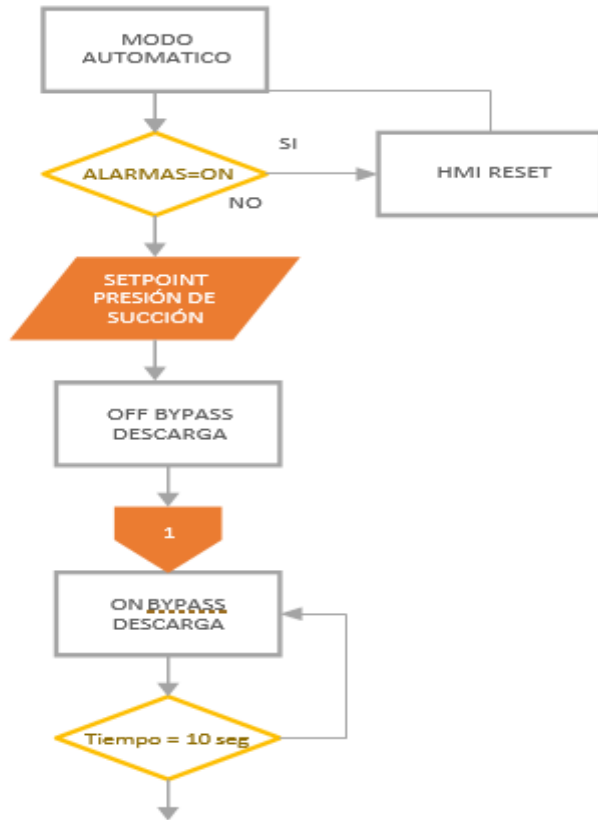 MODO
AUTOMATICO
ALARMAS=ON
SI
HMI RESET
NO
SETPOINT
PRESIÓN DE
SUCCIÓN
OFF BYPASS
DESCARGA
1
ON BYPASS
DESCARGA
Tiempo = 10 seg